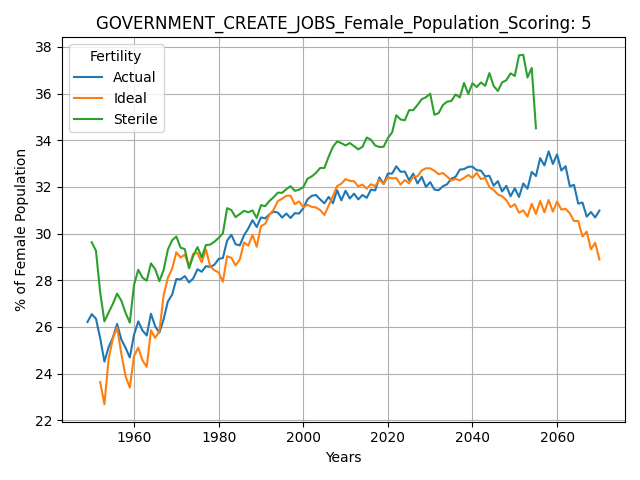 GOVERNMENT_CREATE_JOBS_Female_Population_Scoring: 5
Fertility
Actual
Ideal
Sterile
% of Female Population
38
36
34
32
30
28
26
24
22
1960
1980
2000
2020
2040
2060
Years